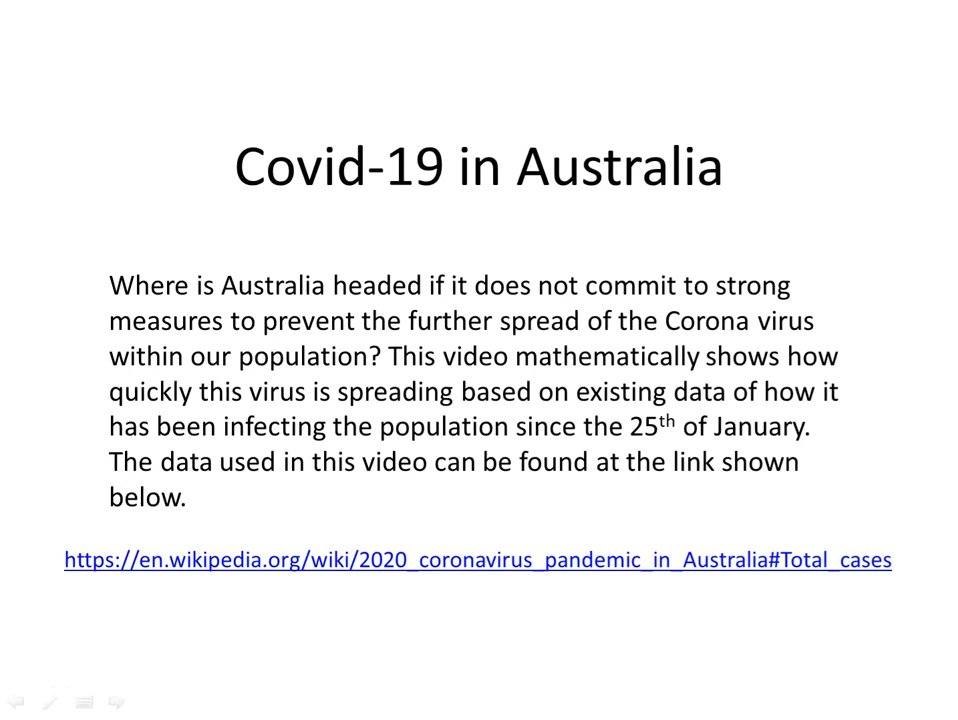 Covid-19 in Australia
Where is Australia headed if it does not commit to strong
measures to prevent the further spread of the Corona virus
within our population? This video mathematically shows how
quickly this virus is spreading based on existing data of how it
has been infecting the population since the 25th of January.
The data used in this video can be found at the link shown
below.
https://en.wikipedia.org/wiki/2020_coronavirus_pandemic_in_Australia#Total_cases